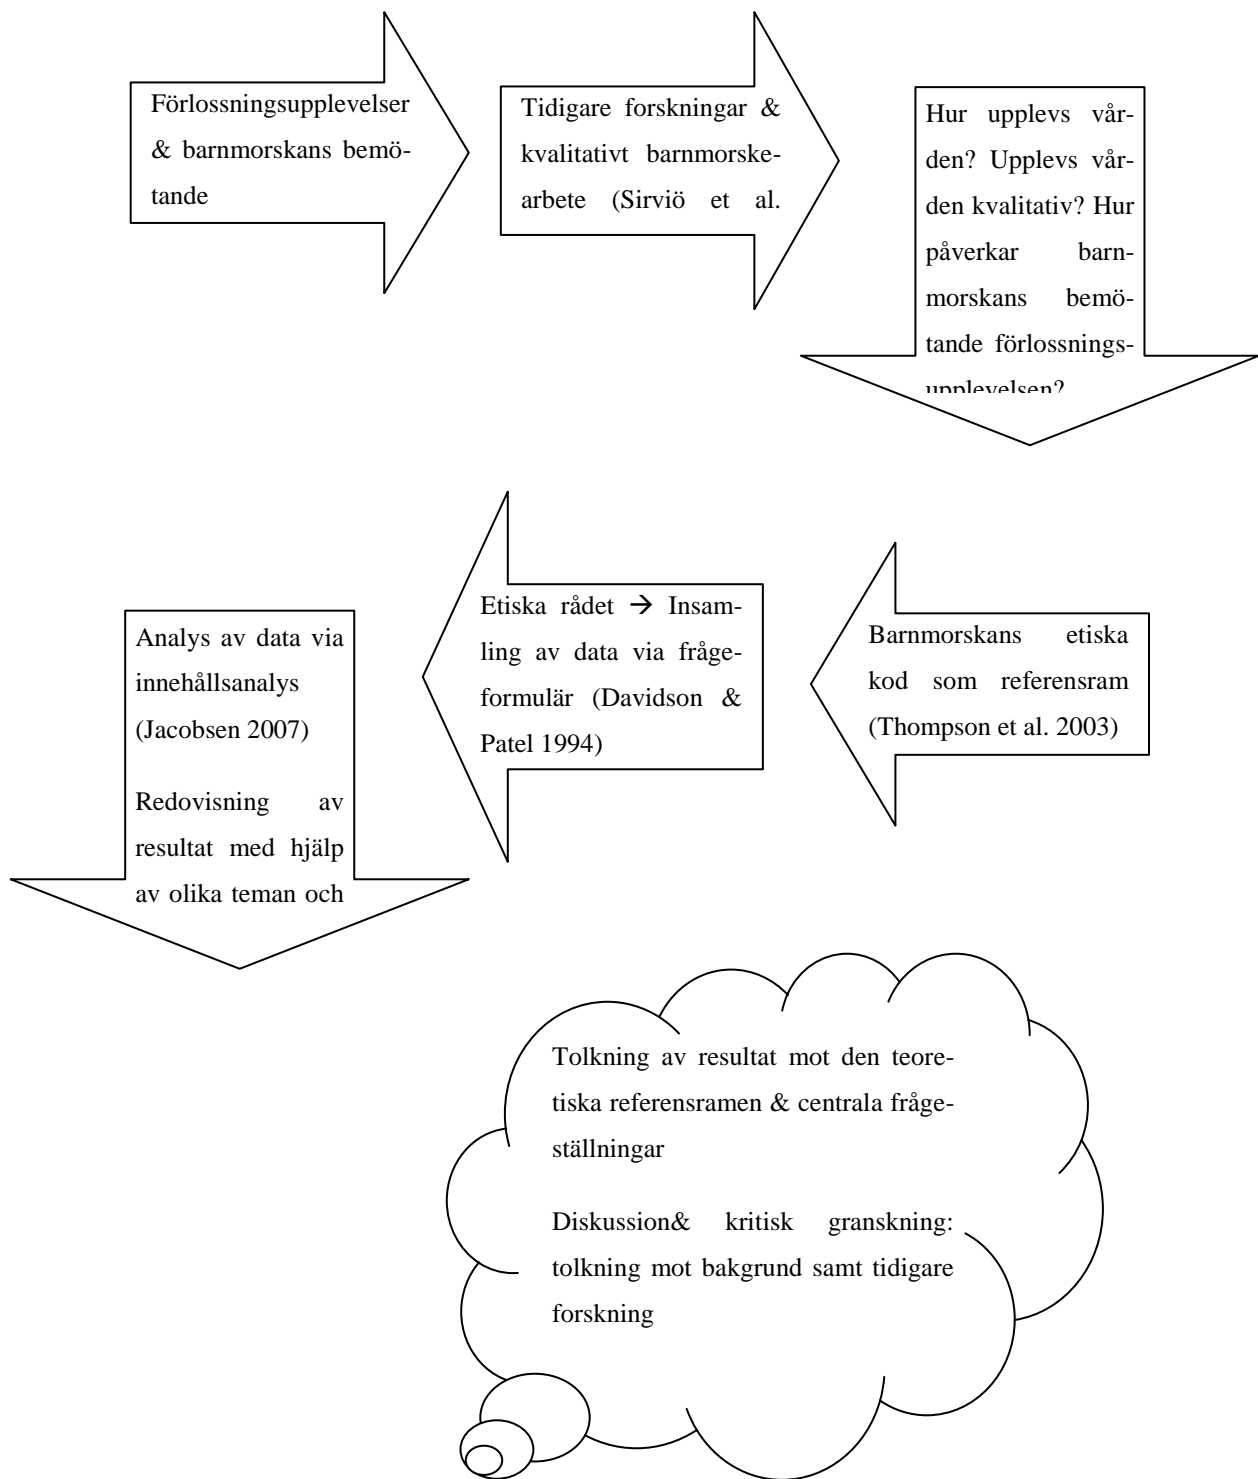 Förlossningsupplevelser
& barnmorskans bemö-
tande
Tidigare forskningar &
kvalitativt barnmorske-
arbete (Sirviö et al.
Hur upplevs vår-
den? Upplevs vår-
den kvalitativ? Hur
påverkar barn-
morskans bemö-
tande förlossnings-
upplevelsen?
Barnmorskans etiska
kod som referensram
(Thompson et al. 2003)
Etiska rådet → Insam-
ling av data via fråge-
formulär (Davidson &
Patel 1994)
Analys av data via
innehållsanalys
(Jacobsen 2007)
Redovisning av
resultat med hjälp
av olika teman och
Tolkning av resultat mot den teore-
tiska referensramen & centrala fråge-
ställningar
Diskussion& kritisk granskning:
tolkning mot bakgrund samt tidigare
forskning